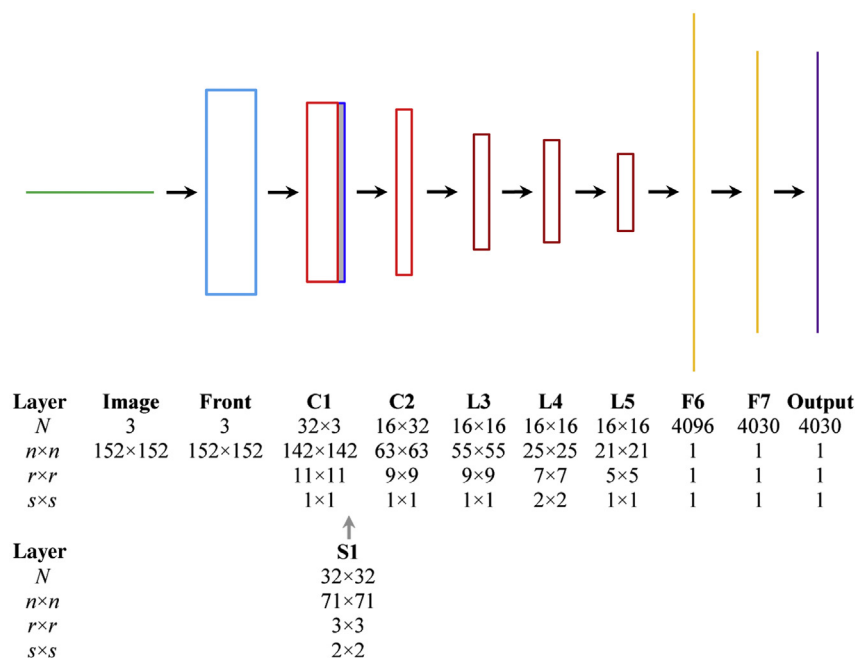 Layer Image Front C1 C2 L3 L4 L5 F6 F7 Output
N 3 3 32×3 16×32 16×16 16×16 16×16 4096 4030 4030
n×n 152×152 152×152 142×142 63×63 55×55 25×25 21×21 1 1 1
r×r 11×11 9×9 9×9 7×7 5×5 1 1 1
s×s 1×1 1×1 1×1 2×2 1×1 1 1 1
Layer S1
N 32×32
n×n 71×71
r×r 3×3
s×s 2×2